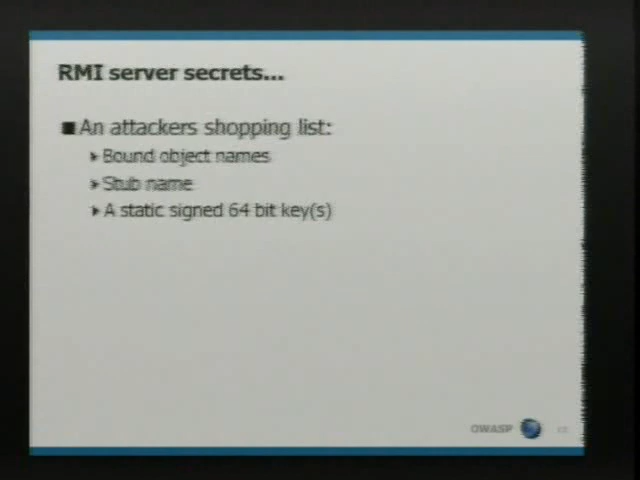 RMI server secrets...
An attackers shopping list:
Bound object names
Stub name
A static signed 64 bit key(s)
OWASP